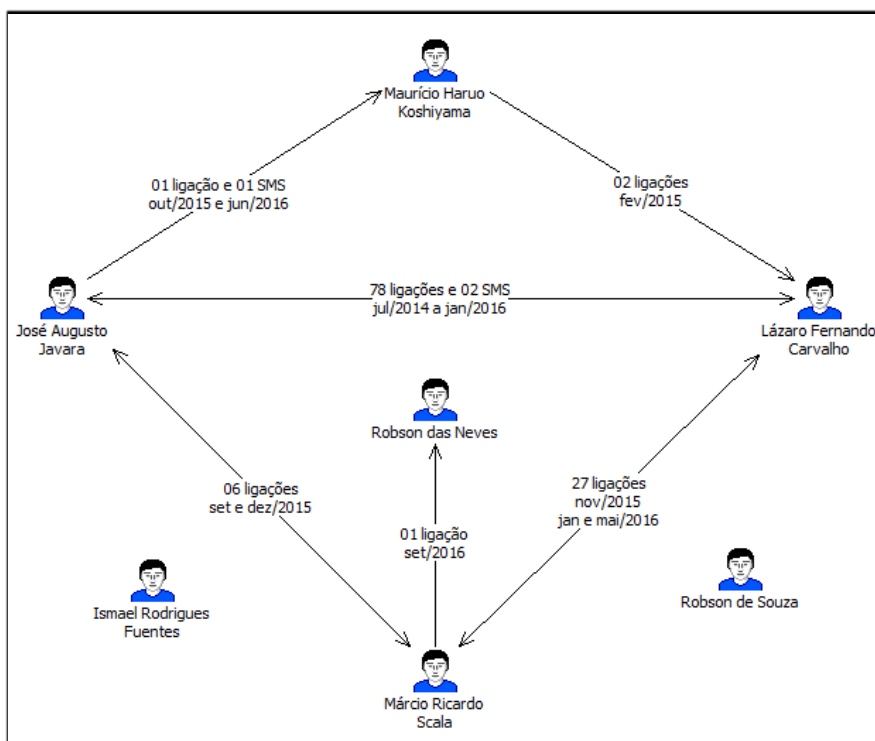 Maurício Haruo
Koshiyama
01 ligação e 01 SMS
out/2015 e jun/2016
02 ligações
fev/2015
78 ligações e 02 SMS
jul/2014 a jan/2016
José Augusto
Javara
Lázaro Fernando
Carvalho
Robson das Neves
06 ligações
set e dez/2015
27 ligações
nov/2015
jan e mai/2016
01 ligação
set/2016
Ismael Rodrigues
Fuentes
Robson de Souza
Márcio Ricardo
Scala